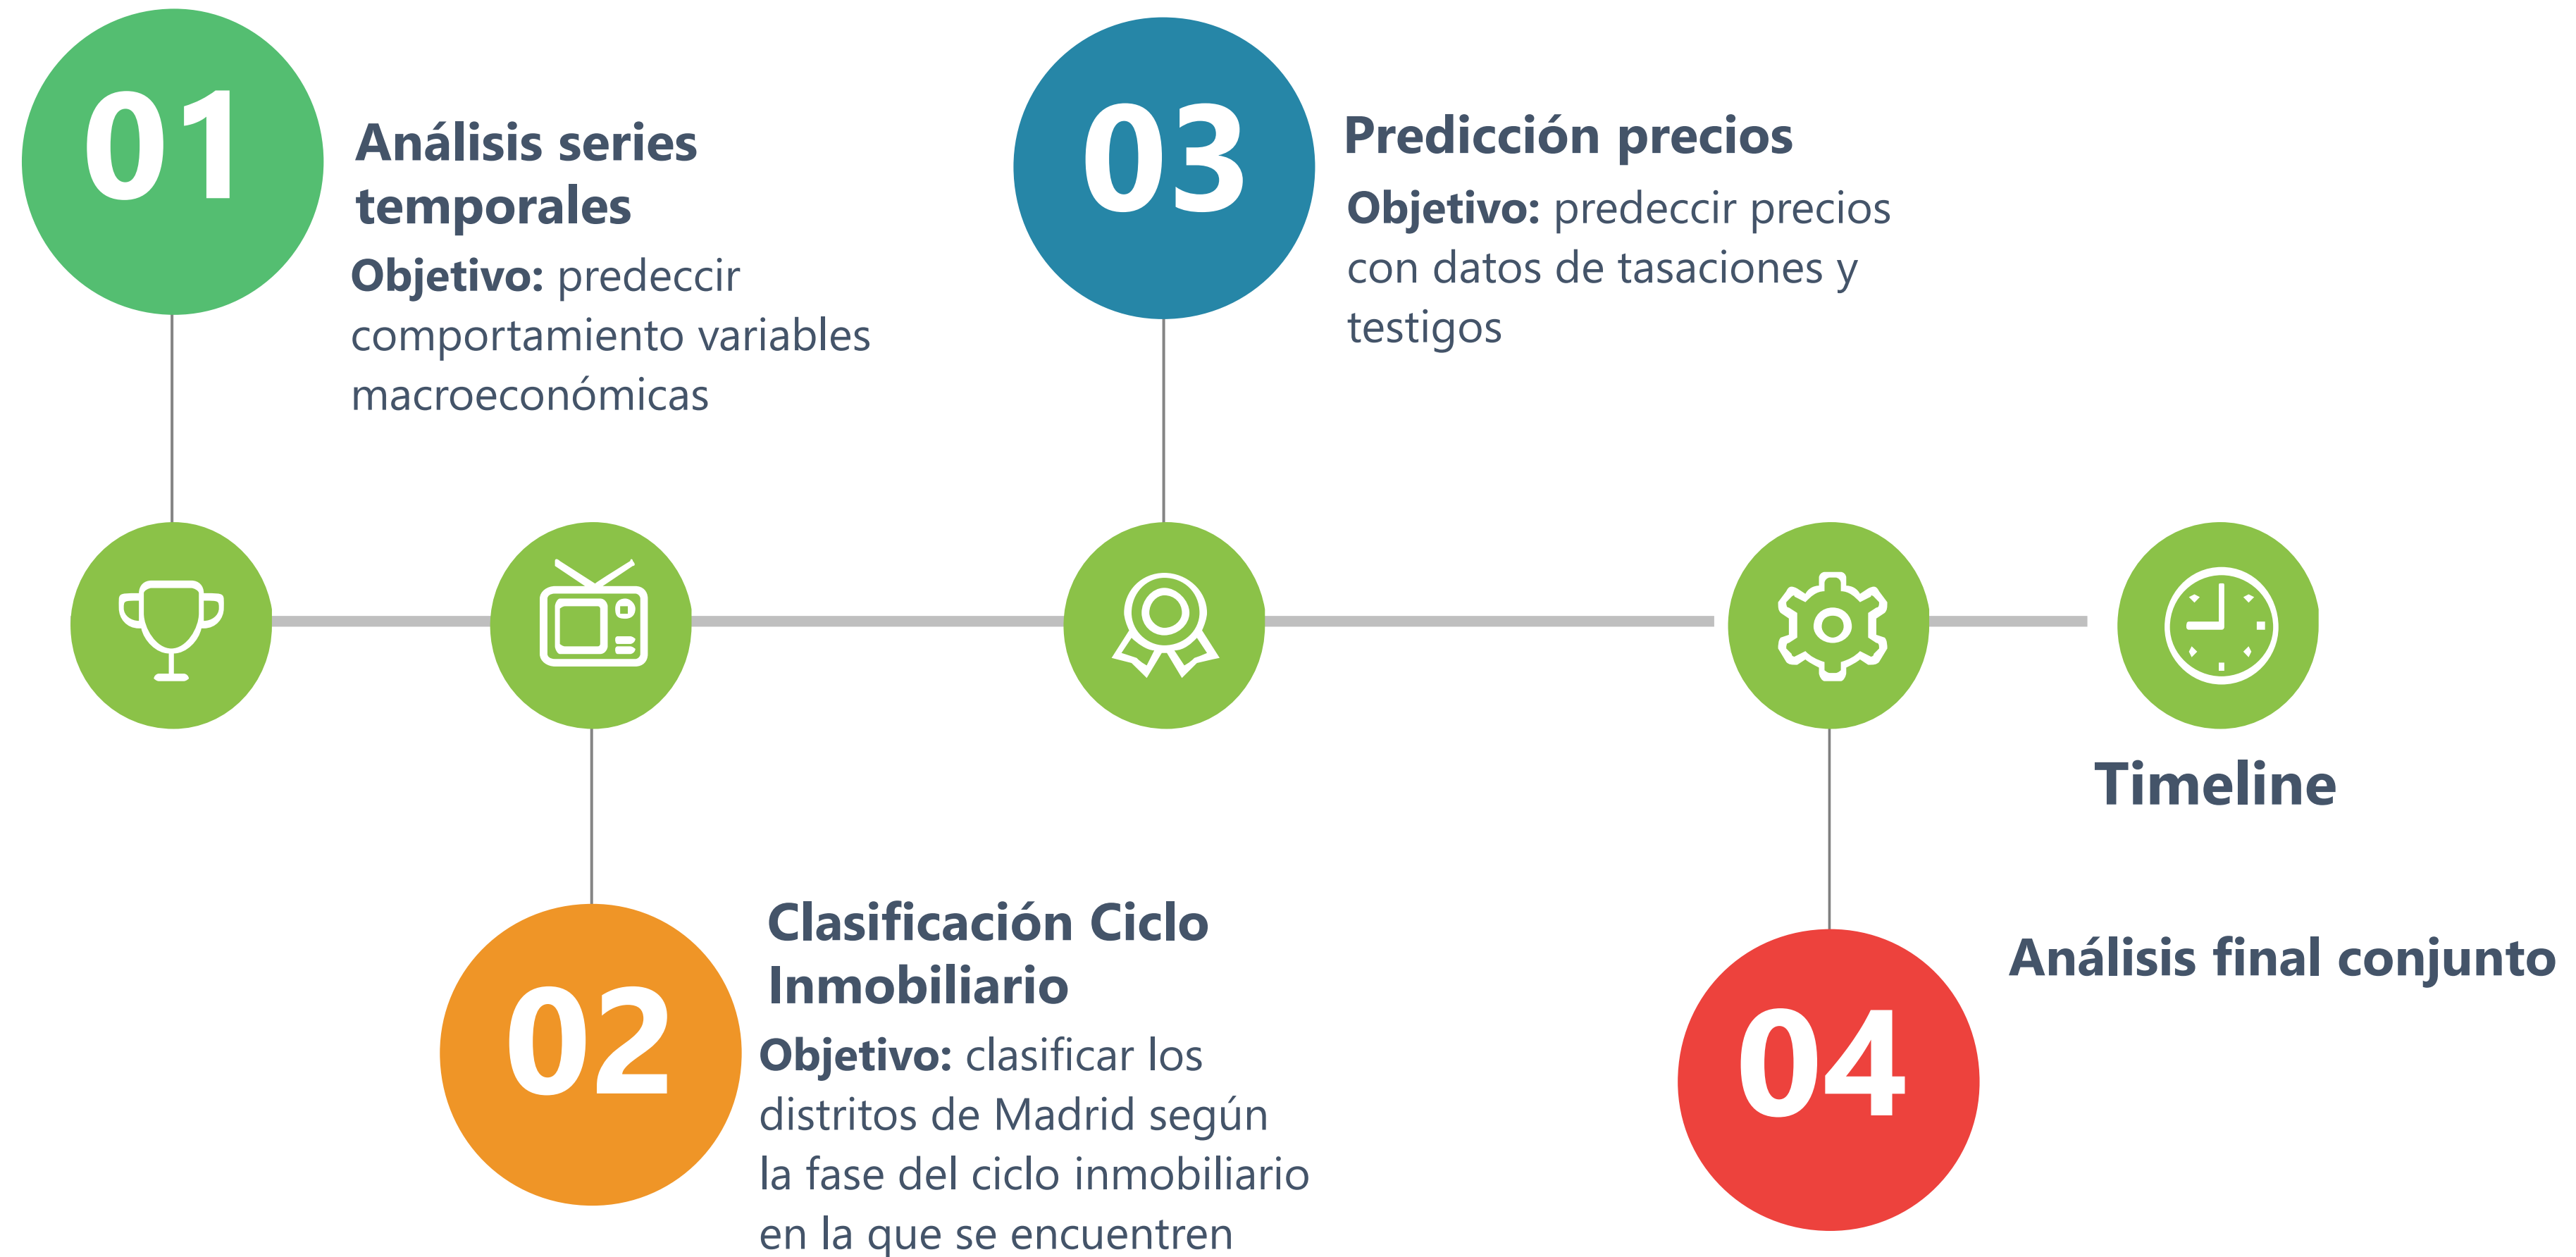 01
Análisis series
temporales
Objetivo: predeccir
comportamiento variables
macroeconómicas
03
Predicción precios
Objetivo: predeccir precios
con datos de tasaciones y
testigos
Timeline
02
Clasificación Ciclo
Inmobiliario
Objetivo: clasificar los
distritos de Madrid según
la fase del ciclo inmobiliario
en la que se encuentren
04
Análisis final conjunto